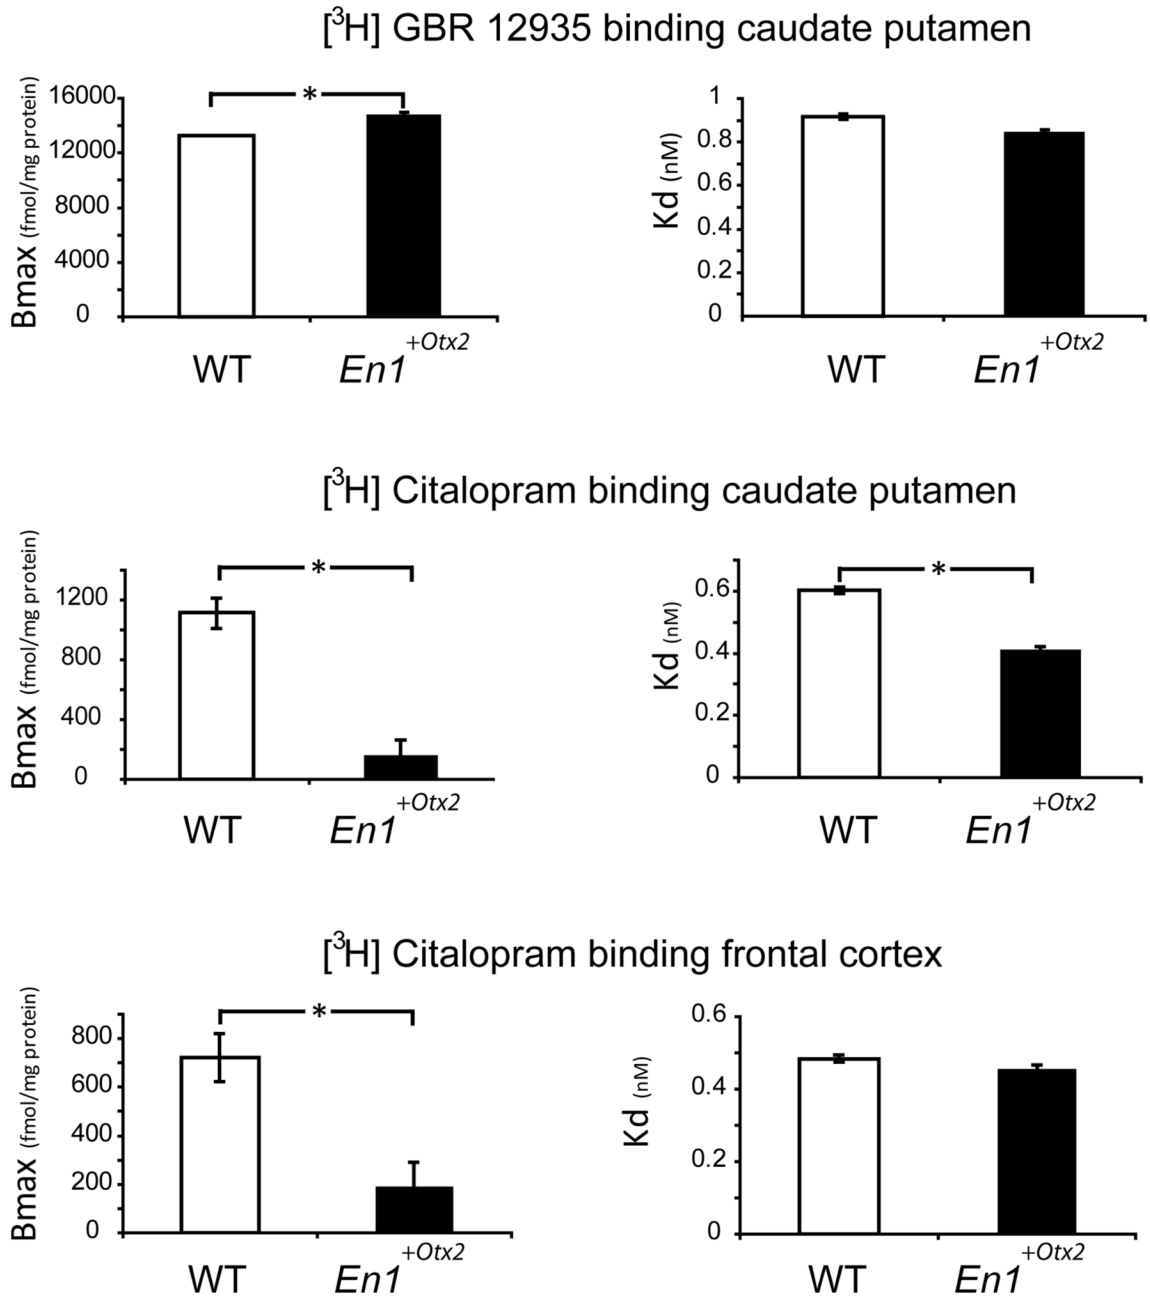 [³H] GBR 12935 binding caudate putamen
Bmax (fmol/mg protein)
16000
12000
8000
4000
0
*
WT
En1+Otx2
Kd (nM)
1
0.8
0.6
0.4
0.2
0
WT
En1+Otx2
[³H] Citalopram binding caudate putamen
Bmax (fmol/mg protein)
1200
800
400
0
*
WT
En1+Otx2
Kd (nM)
0.6
0.4
0.2
0
*
WT
En1+Otx2
[³H] Citalopram binding frontal cortex
Bmax (fmol/mg protein)
800
600
400
200
0
*
WT
En1+Otx2
Kd (nM)
0.6
0.4
0.2
0
WT
En1+Otx2